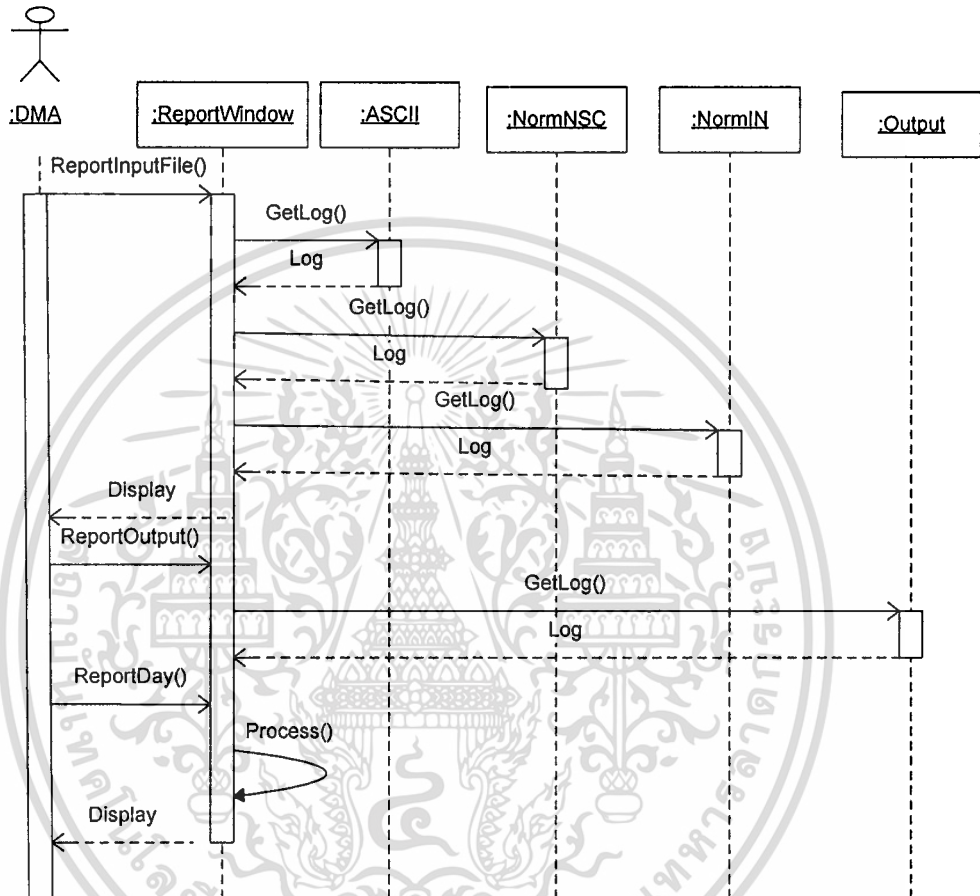 :DMA
:ReportWindow
:ASCII
:NormNSC
:NormIN
:Output
ReportInputFile()
GetLog()
Log
GetLog()
Log
GetLog()
Log
Display
ReportOutput()
GetLog()
Log
ReportDay()
Process()
Display